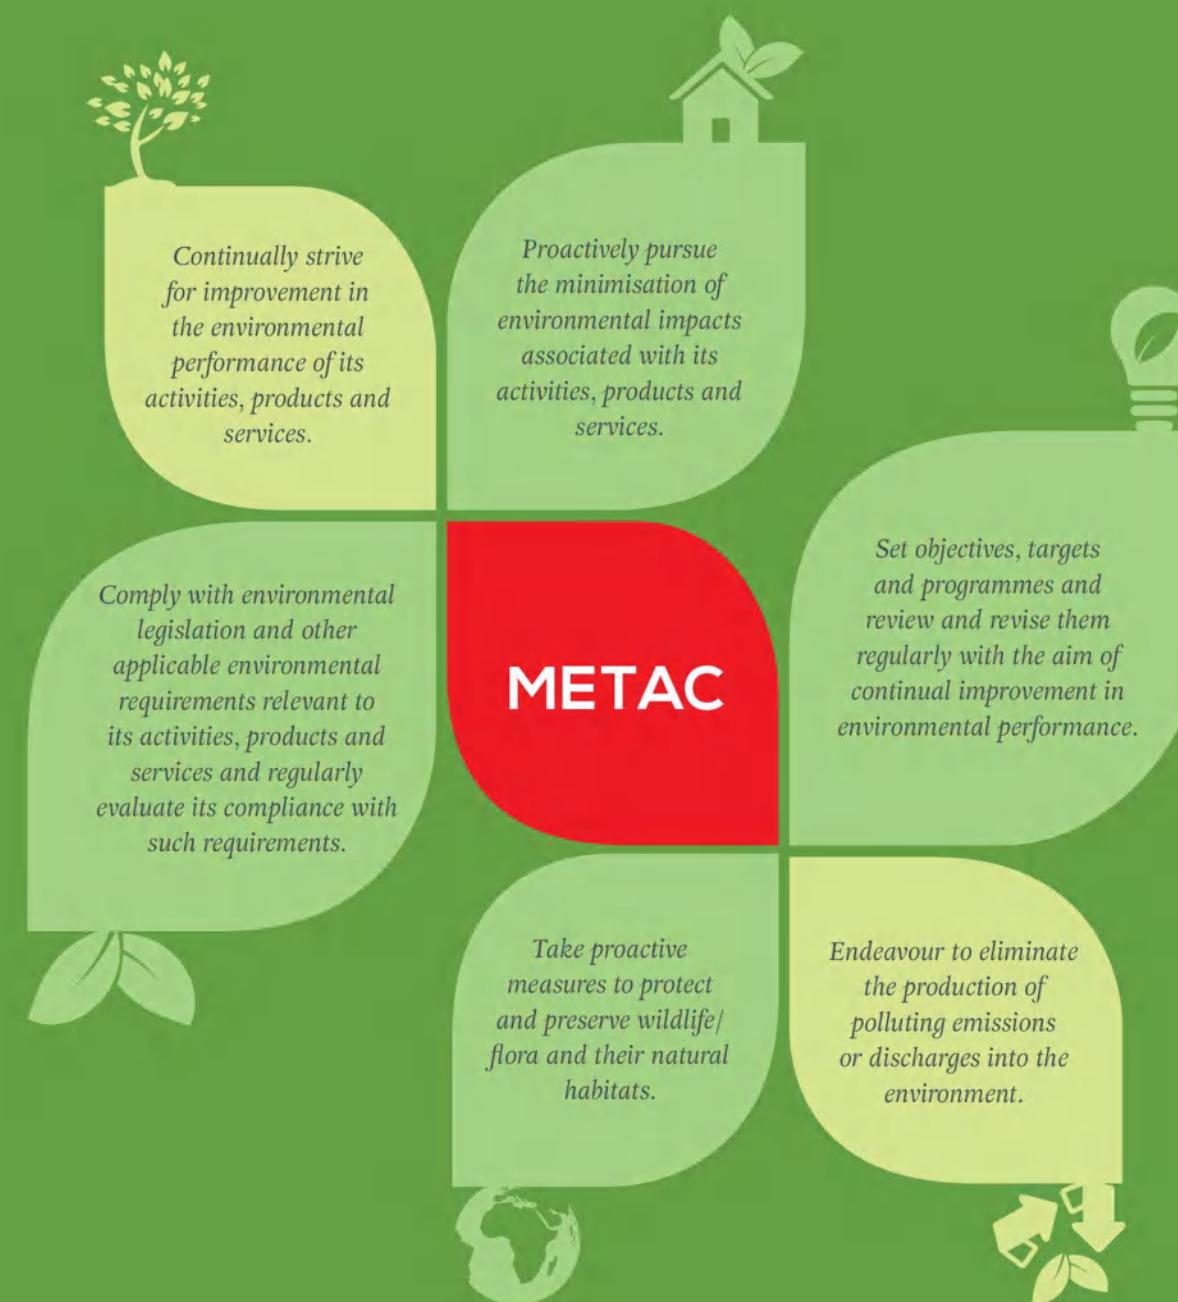 Continually strive
for improvement in
the environmental
performance of its
activities, products and
services.
Proactively pursue
the minimisation of
environmental impacts
associated with its
activities, products and
services.
Comply with environmental
legislation and other
applicable environmental
requirements relevant to
its activities, products and
services and regularly
evaluate its compliance with
such requirements.
METAC
Set objectives, targets
and programmes and
review and revise them
regularly with the aim of
continual improvement in
environmental performance.
Take proactive
measures to protect
and preserve wildlife/
flora and their natural
habitats.
Endeavour to eliminate
the production of
polluting emissions
or discharges into the
environment.